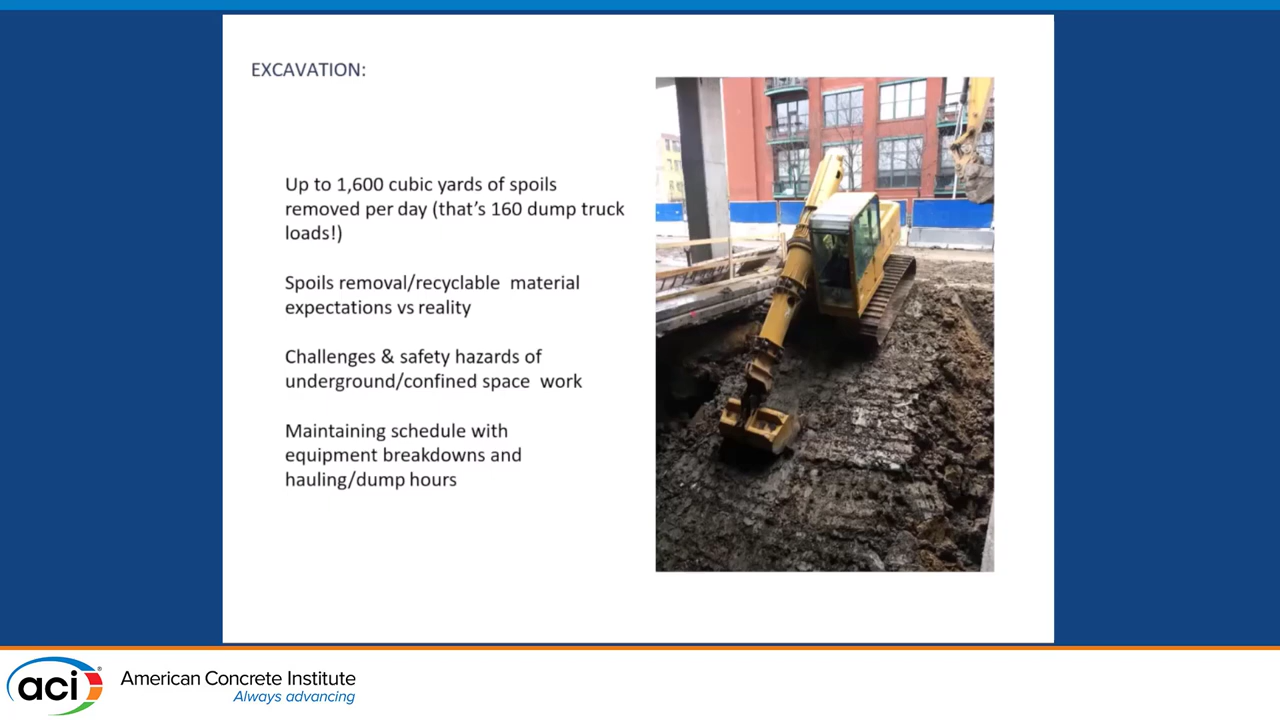 EXCAVATION:
Up to 1,600 cubic yards of spoils
removed per day (that’s 160 dump truck
loads!)
Spoils removal/recyclable material
expectations vs reality
Challenges & safety hazards of
underground/confined space work
Maintaining schedule with
equipment breakdowns and
hauling/dump hours
aci®
American Concrete Institute
Always advancing